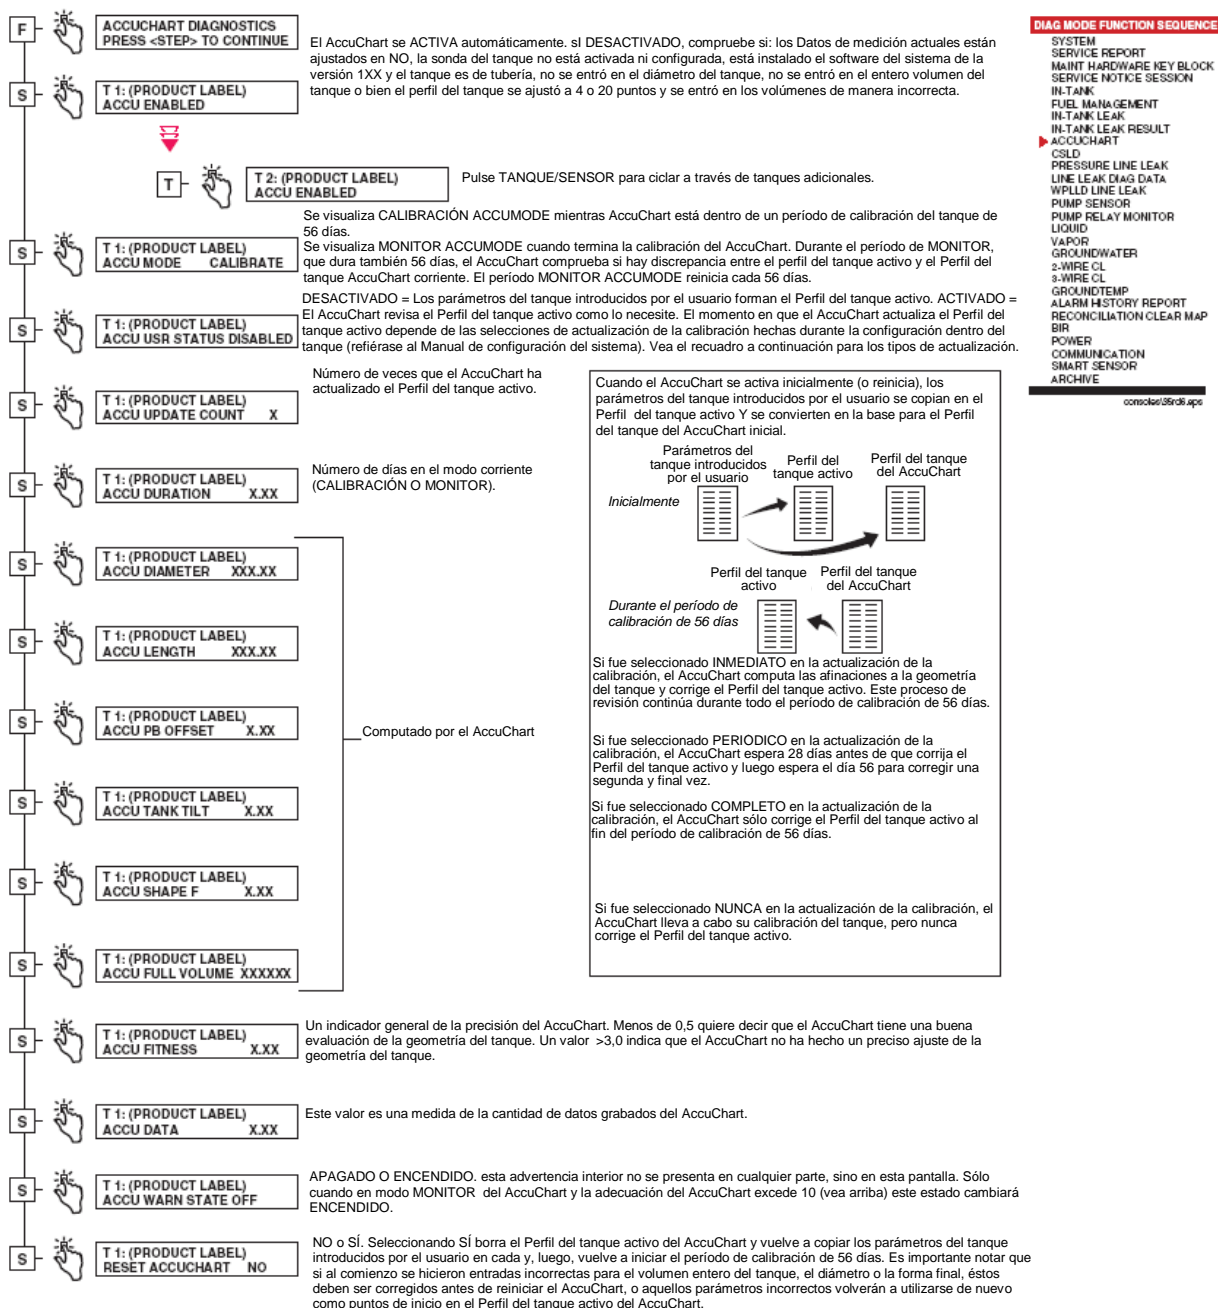 F
ACCUCHART DIAGNOSTICS
PRESS <STEP> TO CONTINUE
El AccuChart se ACTIVA automáticamente. sI DESACTIVADO, compruebe si: los Datos de medición actuales están
ajustados en NO, la sonda del tanque no está activada ni configurada, está instalado el software del sistema de la
versión 1XX y el tanque es de tubería, no se entró en el diámetro del tanque, no se entró en el entero volumen del
tanque o bien el perfil del tanque se ajustó a 4 o 20 puntos y se entró en los volúmenes de manera incorrecta.
S
T 1: (PRODUCT LABEL)
ACCU ENABLED
T
T 2: (PRODUCT LABEL)
ACCU ENABLED
Pulse TANQUE/SENSOR para ciclar a través de tanques adicionales.
S
T 1: (PRODUCT LABEL)
ACCU MODE CALIBRATE
Se visualiza CALIBRACIÓN ACCUMODE mientras AccuChart está dentro de un período de calibración del tanque de
56 días.
Se visualiza MONITOR ACCUMODE cuando termina la calibración del AccuChart. Durante el período de MONITOR,
que dura también 56 días, el AccuChart comprueba si hay discrepancia entre el perfil del tanque activo y el Perfil del
tanque AccuChart corriente. El período MONITOR ACCUMODE reinicia cada 56 días.
S
T 1: (PRODUCT LABEL)
ACCU USR STATUS DISABLED
DESACTIVADO = Los parámetros del tanque introducidos por el usuario forman el Perfil del tanque activo. ACTIVADO =
El AccuChart revisa el Perfil del tanque activo como lo necesite. El momento en que el AccuChart actualiza el Perfil del
tanque activo depende de las selecciones de actualización de la calibración hechas durante la configuración dentro del
tanque (refiérase al Manual de configuración del sistema). Vea el recuadro a continuación para los tipos de actualización.
S
T 1: (PRODUCT LABEL)
ACCU UPDATE COUNT X
Número de veces que el AccuChart ha
actualizado el Perfil del tanque activo.
S
T 1: (PRODUCT LABEL)
ACCU DURATION X.XX
Número de días en el modo corriente
(CALIBRACIÓN O MONITOR).
S
T 1: (PRODUCT LABEL)
ACCU DIAMETER XXX.XX
S
T 1: (PRODUCT LABEL)
ACCU LENGTH XXX.XX
S
T 1: (PRODUCT LABEL)
ACCU PB OFFSET X.XX
Computado por el AccuChart
S
T 1: (PRODUCT LABEL)
ACCU TANK TILT X.XX
S
T 1: (PRODUCT LABEL)
ACCU SHAPE F X.XX
S
T 1: (PRODUCT LABEL)
ACCU FULL VOLUME XXXXXX
Cuando el AccuChart se activa inicialmente (o reinicia), los
parámetros del tanque introducidos por el usuario se copian en el
Perfil del tanque activo Y se convierten en la base para el Perfil
del tanque del AccuChart inicial.
Parámetros del
tanque introducidos
por el usuario
Perfil del
tanque activo
Perfil del tanque
del AccuChart
Inicialmente
Perfil del tanque
activo
Perfil del tanque
del AccuChart
Durante el período de
calibración de 56 días
Si fue seleccionado INMEDIATO en la actualización de la
calibración, el AccuChart computa las afinaciones a la geometría
del tanque y corrige el Perfil del tanque activo. Este proceso de
revisión continúa durante todo el período de calibración de 56 días.
Si fue seleccionado PERIODICO en la actualización de la
calibración, el AccuChart espera 28 días antes de que corrija el
Perfil del tanque activo y luego espera el día 56 para corregir una
segunda y final vez.
Si fue seleccionado COMPLETO en la actualización de la
calibración, el AccuChart sólo corrige el Perfil del tanque activo al
fin del período de calibración de 56 días.
Si fue seleccionado NUNCA en la actualización de la calibración, el
AccuChart lleva a cabo su calibración del tanque, pero nunca
corrige el Perfil del tanque activo.
S
T 1: (PRODUCT LABEL)
ACCU FITNESS X.XX
Un indicador general de la precisión del AccuChart. Menos de 0,5 quiere decir que el AccuChart tiene una buena
evaluación de la geometría del tanque. Un valor >3,0 indica que el AccuChart no ha hecho un preciso ajuste de la
geometría del tanque.
S
T 1: (PRODUCT LABEL)
ACCU DATA X.XX
Este valor es una medida de la cantidad de datos grabados del AccuChart.
S
T 1: (PRODUCT LABEL)
ACCU WARN STATE OFF
APAGADO O ENCENDIDO. esta advertencia interior no se presenta en cualquier parte, sino en esta pantalla. Sólo
cuando en modo MONITOR del AccuChart y la adecuación del AccuChart excede 10 (vea arriba) este estado cambiará
ENCENDIDO.
S
T 1: (PRODUCT LABEL)
RESET ACCUCHART NO
NO o SÍ. Seleccionando SÍ borra el Perfil del tanque activo del AccuChart y vuelve a copiar los parámetros del tanque
introducidos por el usuario en cada y, luego, vuelve a iniciar el período de calibración de 56 días. Es importante notar que
si al comienzo se hicieron entradas incorrectas para el volumen entero del tanque, el diámetro o la forma final, éstos
deben ser corregidos antes de reiniciar el AccuChart, o aquellos parámetros incorrectos volverán a utilizarse de nuevo
como puntos de inicio en el Perfil del tanque activo del AccuChart.
DIAG MODE FUNCTION SEQUENCE
SYSTEM
SERVICE REPORT
MAINT HARDWARE KEY BLOCK
SERVICE NOTICE SESSION
IN-TANK
FUEL MANAGEMENT
IN-TANK LEAK
IN-TANK LEAK RESULT
ACCUCHART
CSLD
PRESSURE LINE LEAK
LINE LEAK DIAG DATA
WPLLD LINE LEAK
PUMP SENSOR
PUMP RELAY MONITOR
LIQUID
VAPOR
GROUNDWATER
2-WIRE CL
3-WIRE CL
GROUNDTEMP
ALARM HISTORY REPORT
RECONCILIATION CLEAR MAP
BIR
POWER
COMMUNICATION
SMART SENSOR
ARCHIVE
consoles\35rd6.eps